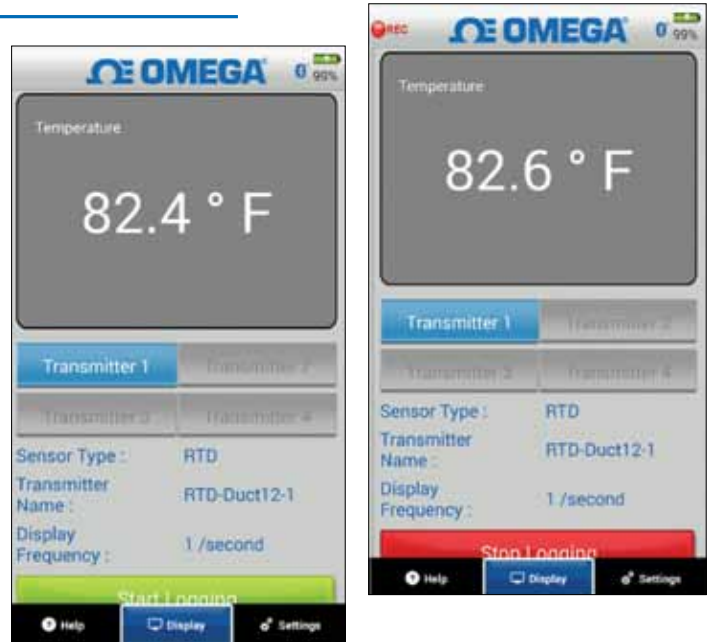 OMEGA
99%
Temperature
82.4 ° F
Transmitter 1 Transmitter 2
Transmitter 3 Transmitter 4
Sensor Type : RTD
Transmitter
Name : RTD-Duct12-1
Display
Frequency : 1 /second
Start Logging
Help Display Settings
REC OMEGA
99%
Temperature
82.6 ° F
Transmitter 1 Transmitter 2
Transmitter 3 Transmitter 4
Sensor Type : RTD
Transmitter
Name : RTD-Duct12-1
Display
Frequency : 1 /second
Stop Logging
Help Display Settings